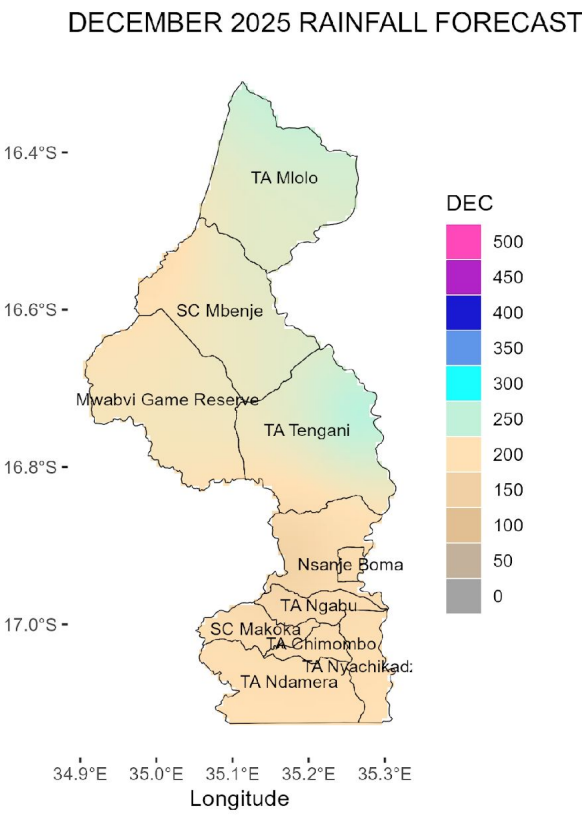 DECEMBER 2025 RAINFALL FORECAST
16.4°S
TA Mlolo
DEC
500
450
400
350
300
250
200
150
100
50
0
16.6°S
SC Mbenje
Mwabvi Game Reserve
TA Tengani
16.8°S
Nsanje Boma
TA Ngabu
17.0°S
SC Makoka
TA Chimombo
TA Nyachikadz
TA Ndamera
34.9°E 35.0°E 35.1°E 35.2°E 35.3°E
Longitude